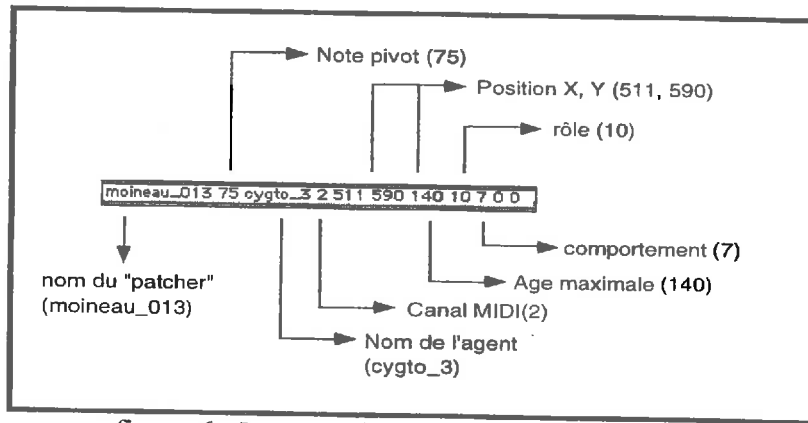 Note pivot (75)
Position X, Y (511, 590)
rôle (10)
moineau_013 75 cygto_3 2 511 590 140 10 7 0 0
comportement (7)
nom du "patcher"
(moineau_013)
Age maximale (140)
Canal MIDI(2)
Nom de l'agent
(cygto_3)